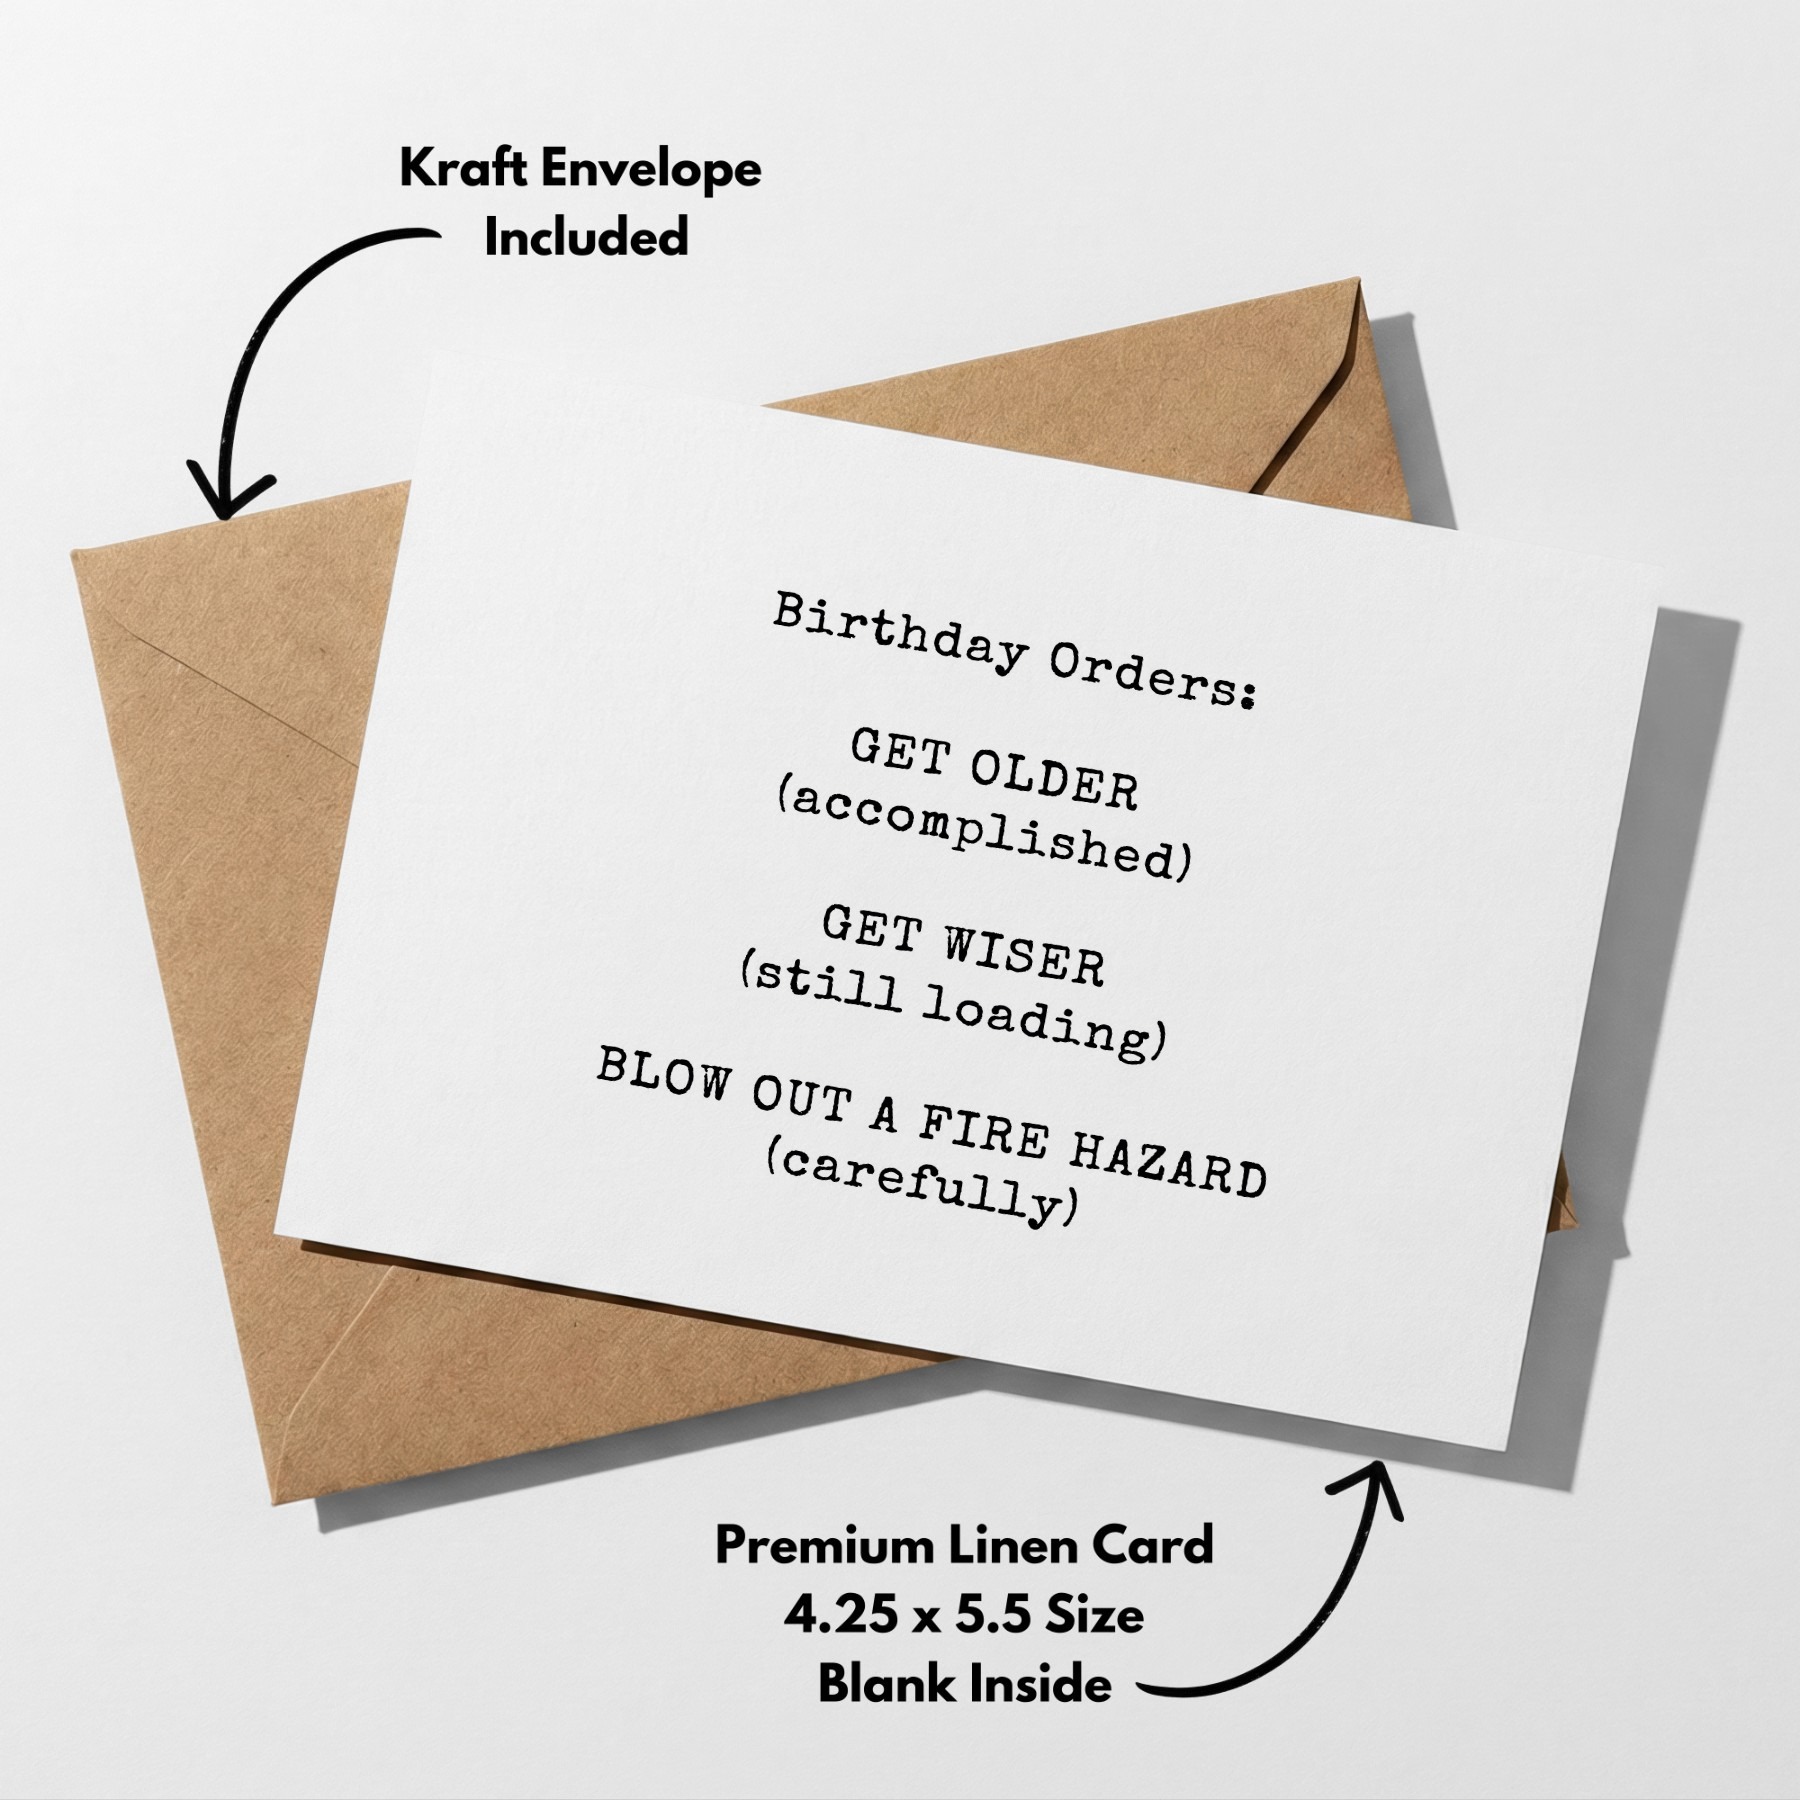 Kraft Envelope
Included
Birthday Orders:
GET OLDER
(accomplished)
GET WISER
(still loading)
BLOW OUT A FIRE HAZARD
(carefully)
Premium Linen Card
4.25 x 5.5 Size
Blank Inside